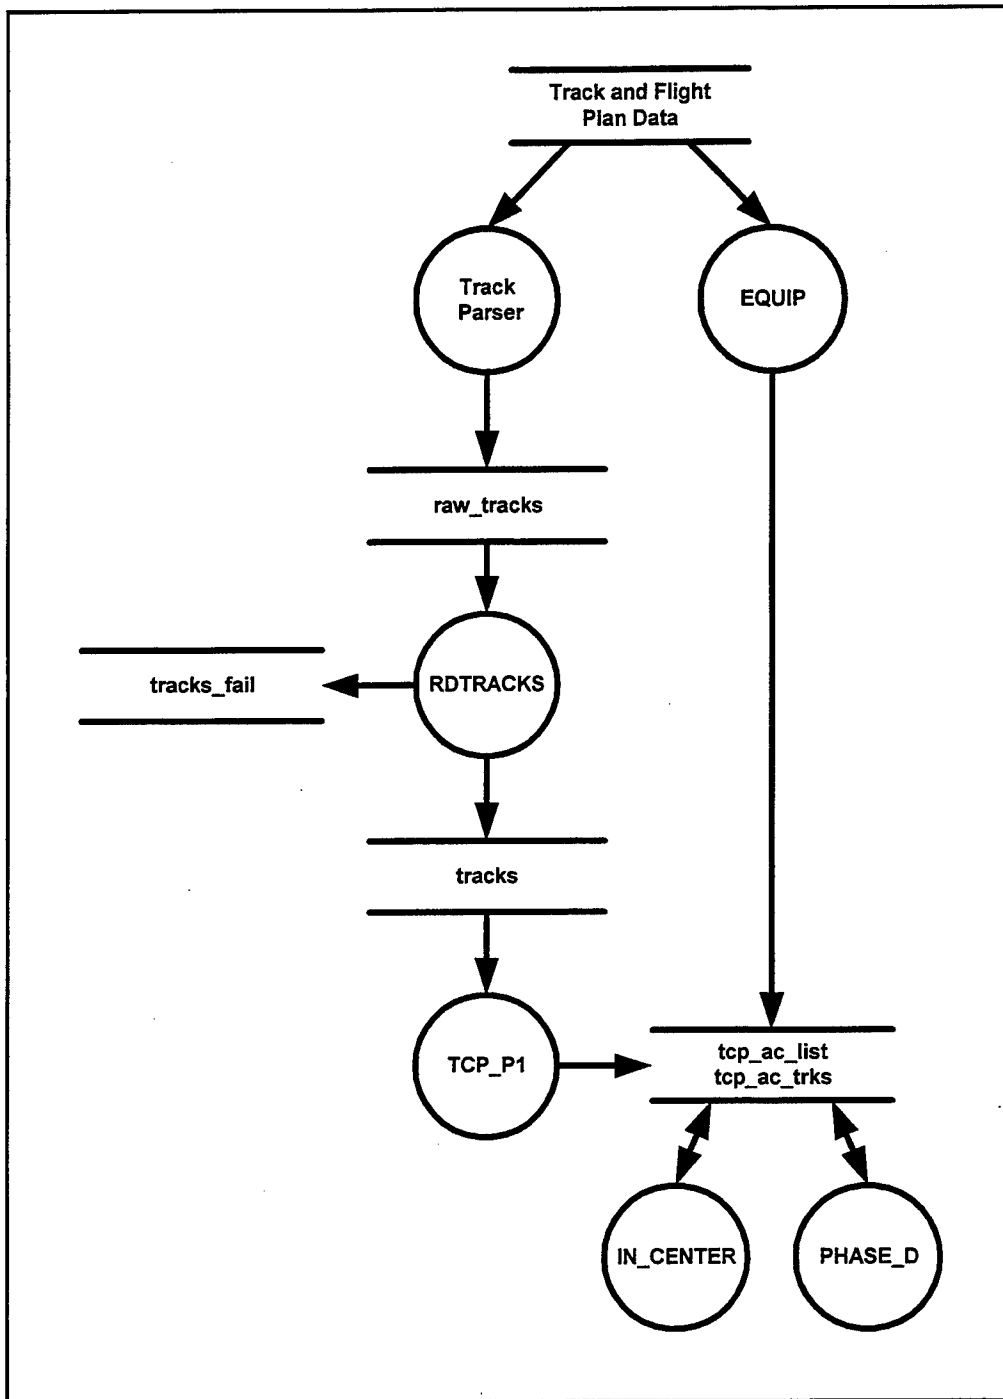 Track and Flight
Plan Data
Track
Parser
EQUIP
raw_tracks
tracks_fail
RDTRACKS
tracks
TCP_P1
tcp_ac_list
tcp_ac_trks
IN_CENTER
PHASE_D